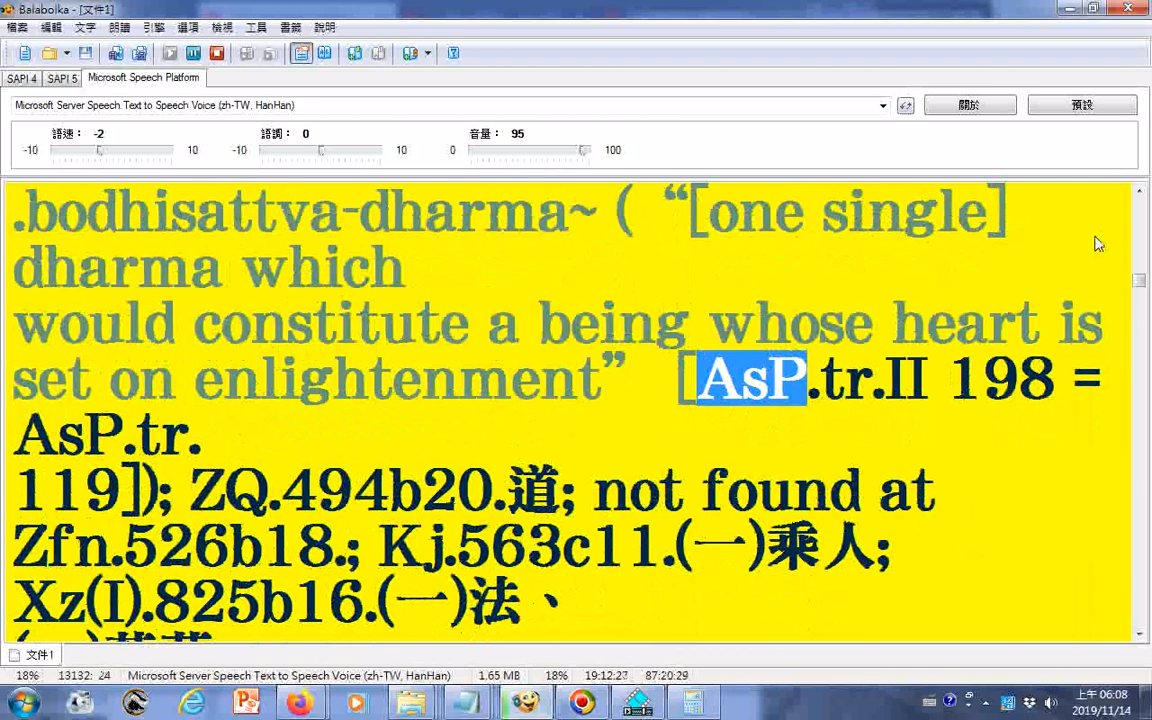 Balabolka - [文件1]
檔案 編輯 文字 朗讀 引擎 選項 檢視 工具 書籤 說明
SAPI 4 SAPI 5 Microsoft Speech Platform
Microsoft Server Speech Text to Speech Voice (zh-TW, HanHan) 關於 預設
語速： -2 語調： 0 音量： 95
-10 10 -10 10 0 100
.bodhisattva-dharma~ (“[one single]
dharma which
would constitute a being whose heart is
set on enlightenment” [AsP.tr.II 198 =
AsP.tr.
119]); ZQ.494b20.道; not found at
Zfn.526b18.; Kj.563c11.(一)乘人;
Xz(I).825b16.(一)法、
文件1
18% 13132: 24 Microsoft Server Speech Text to Speech Voice (zh-TW, HanHan) 1.65 MB 18% 19:12:27 87:20:29
上午 06:08
2019/11/14